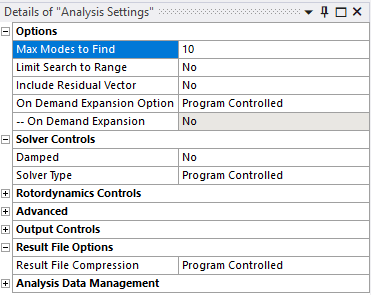 Details of "Analysis Settings"
Options
Max Modes to Find 10
Limit Search to Range No
Include Residual Vector No
On Demand Expansion Option Program Controlled
-- On Demand Expansion No
Solver Controls
Damped No
Solver Type Program Controlled
Rotordynamics Controls
Advanced
Output Controls
Result File Options
Result File Compression Program Controlled
Analysis Data Management